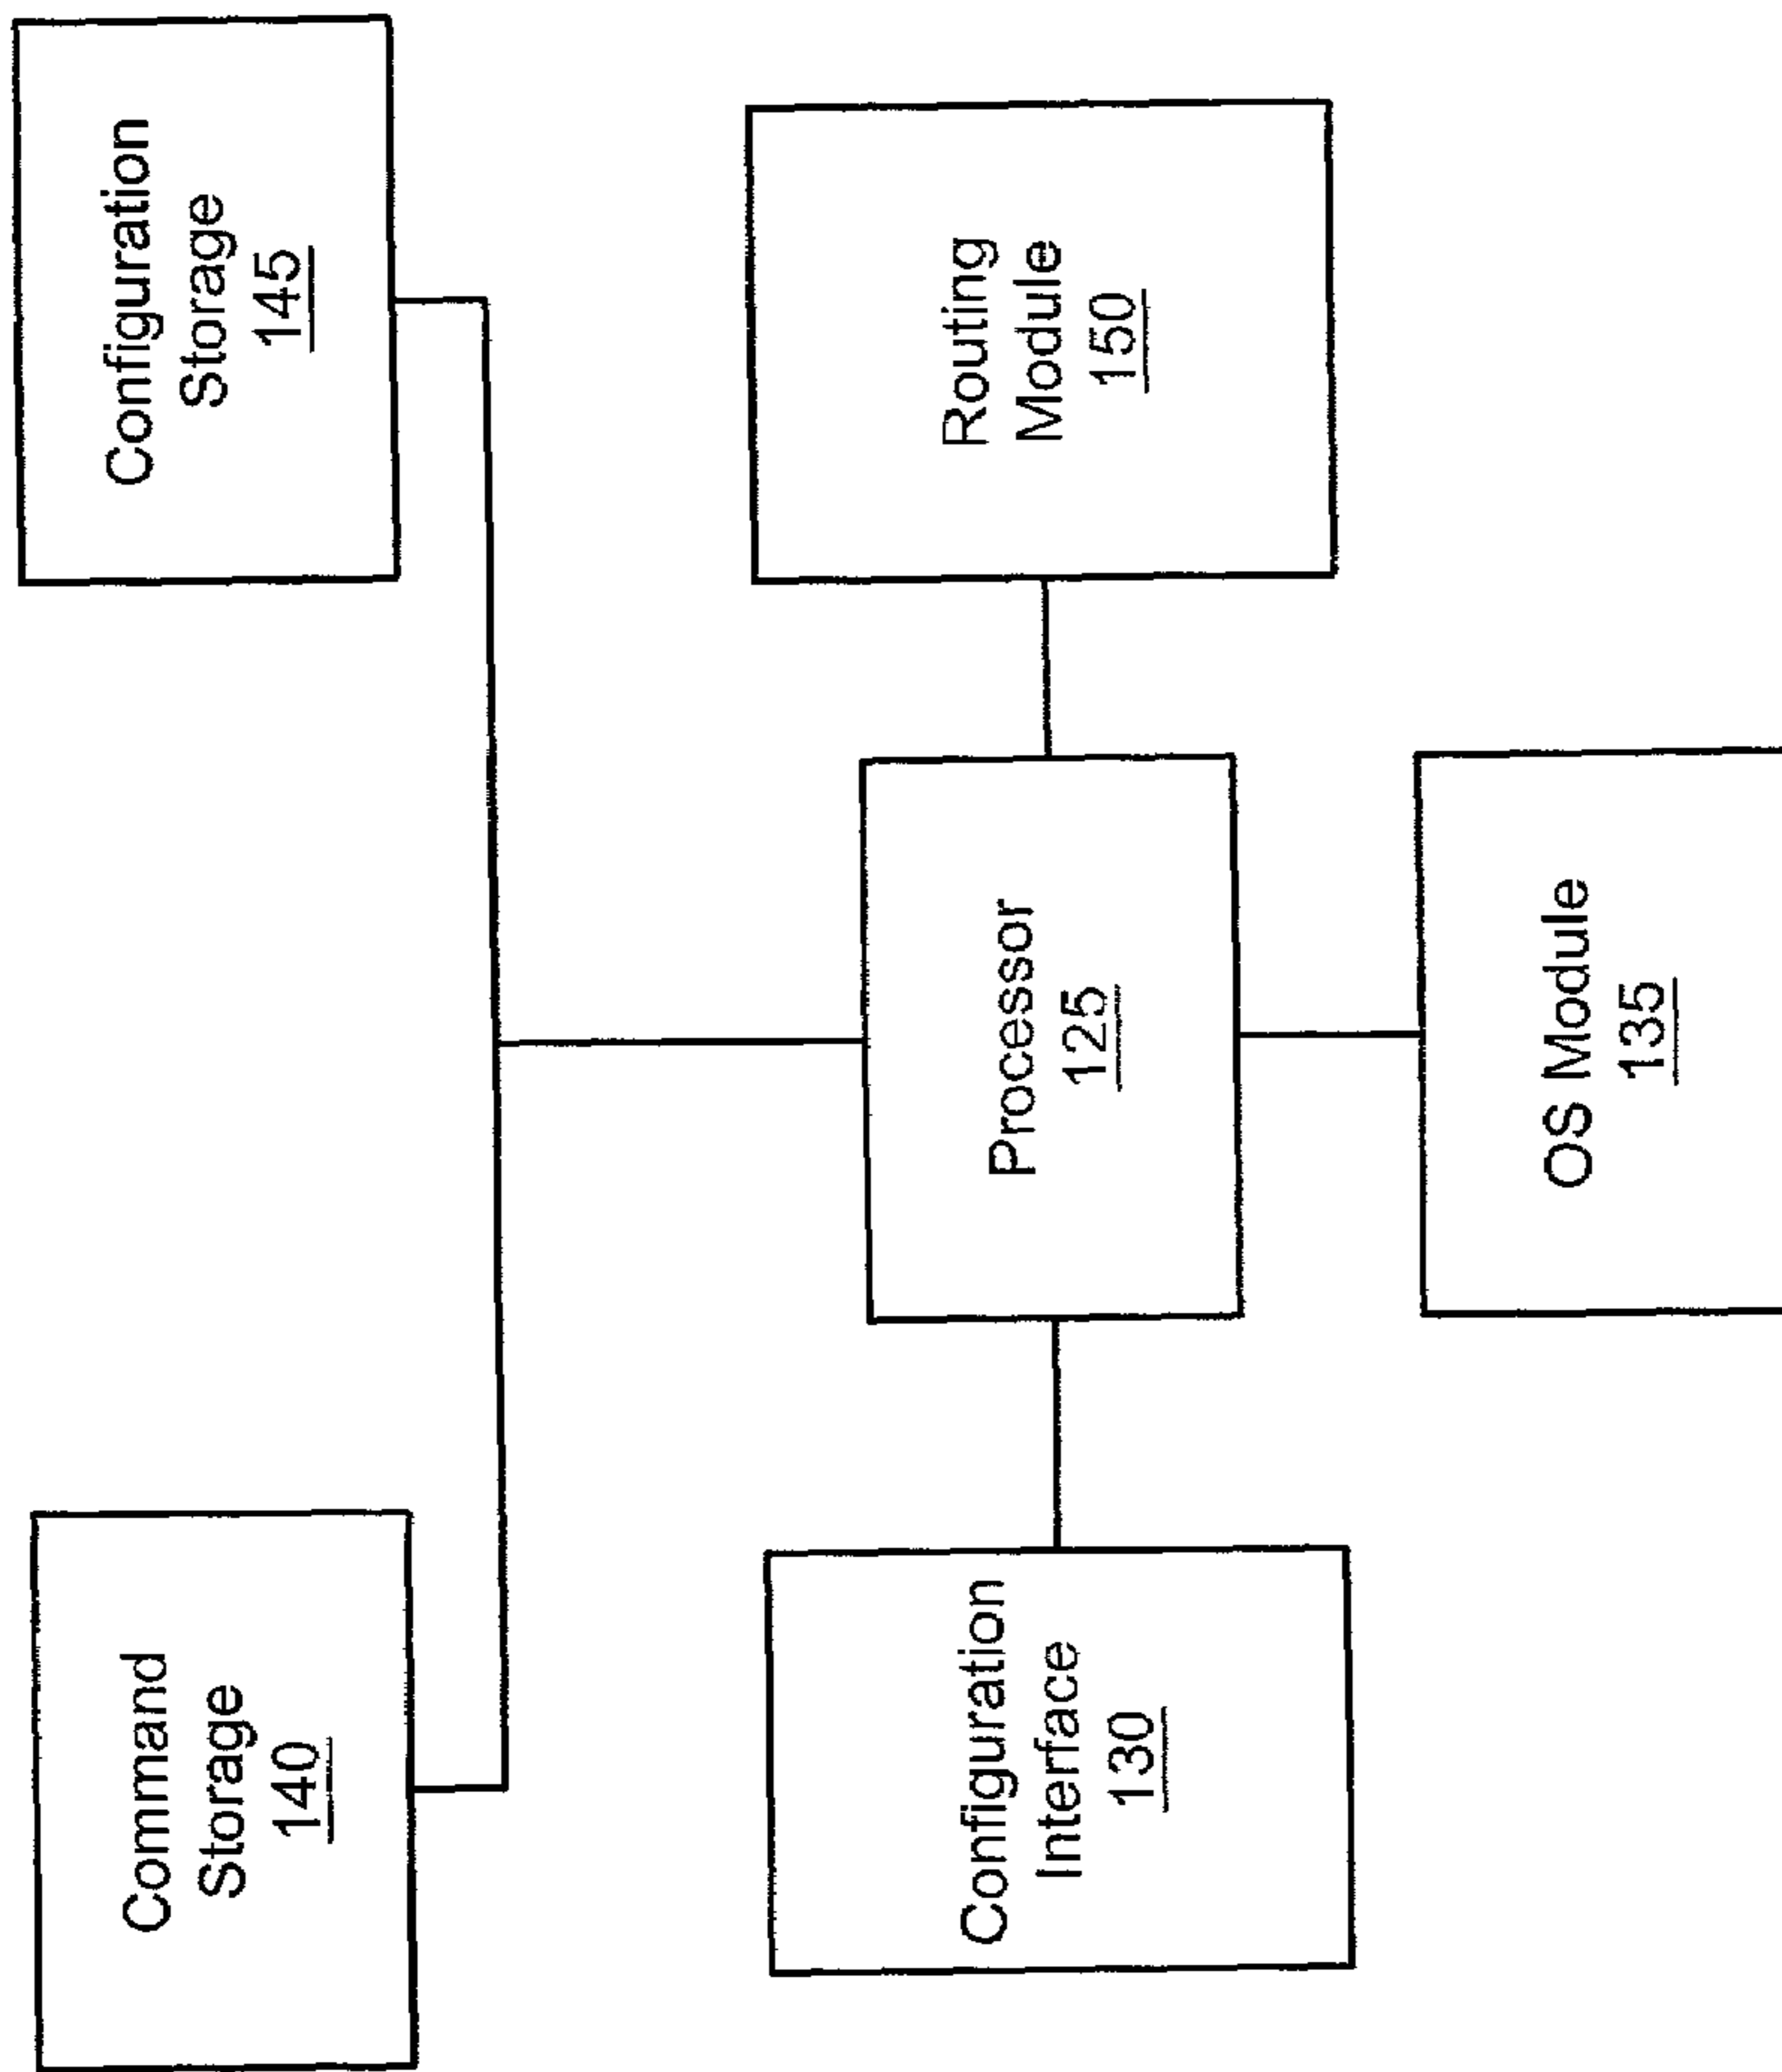 Command
Storage
140
Configuration
Storage
145
Configuration
Interface
130
Processor
125
Routing
Module
150
OS Module
135